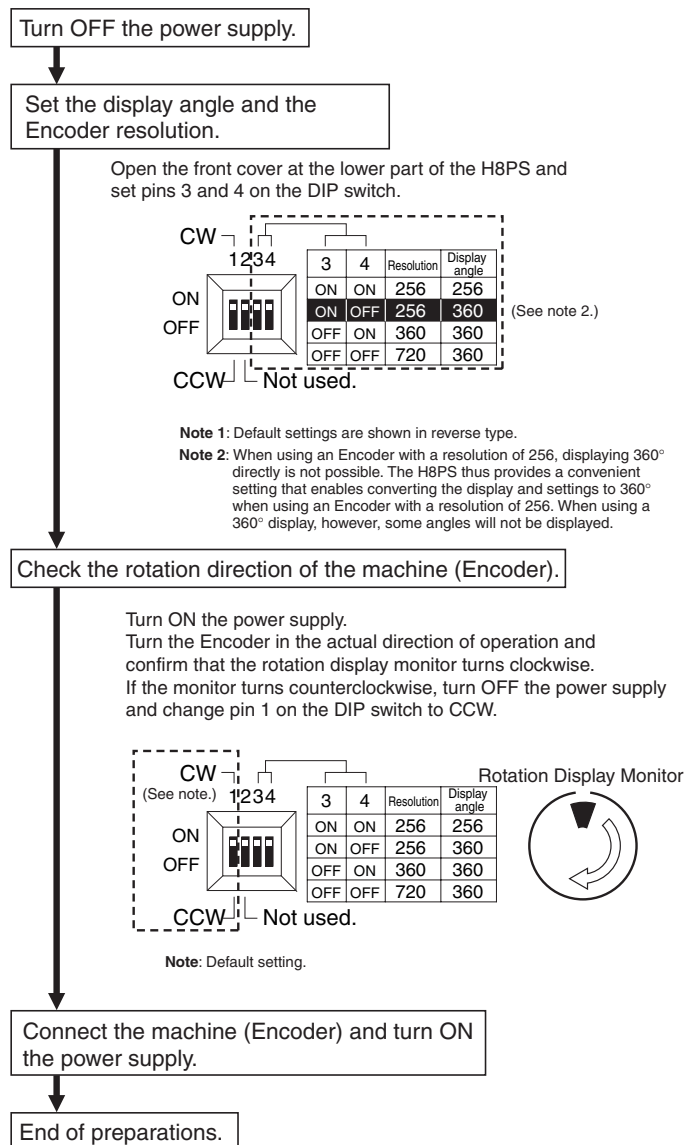 Turn OFF the power supply.
Set the display angle and the
Encoder resolution.
Open the front cover at the lower part of the H8PS and
set pins 3 and 4 on the DIP switch.
CW
1234
ON
OFF
CCW
Not used.
3 4 Resolution Display angle
ON ON 256 256
ON OFF 256 360
OFF ON 360 360
OFF OFF 720 360
(See note 2.)
Note 1: Default settings are shown in reverse type.
Note 2: When using an Encoder with a resolution of 256, displaying 360°
directly is not possible. The H8PS thus provides a convenient
setting that enables converting the display and settings to 360°
when using an Encoder with a resolution of 256. When using a
360° display, however, some angles will not be displayed.
Check the rotation direction of the machine (Encoder).
Turn ON the power supply.
Turn the Encoder in the actual direction of operation and
confirm that the rotation display monitor turns clockwise.
If the monitor turns counterclockwise, turn OFF the power supply
and change pin 1 on the DIP switch to CCW.
CW
(See note.)
1234
ON
OFF
CCW
Not used.
3 4 Resolution Display angle
ON ON 256 256
ON OFF 256 360
OFF ON 360 360
OFF OFF 720 360
Rotation Display Monitor
Note: Default setting.
Connect the machine (Encoder) and turn ON
the power supply.
End of preparations.